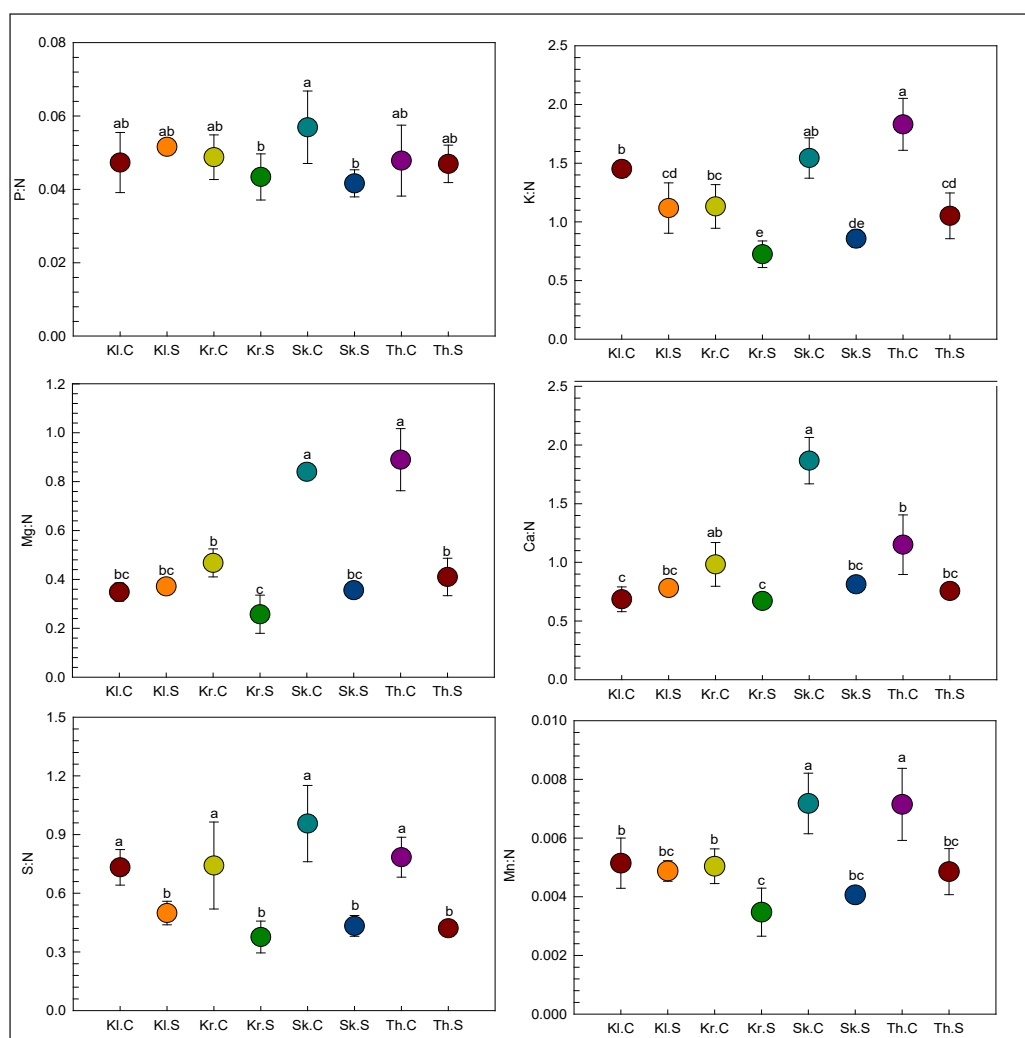 0.08
0.06
0.04
0.02
0.00
P:N
ab ab ab b a b ab ab
Kl.C Kl.S Kr.C Kr.S Sk.C Sk.S Th.C Th.S
2.5
2.0
1.5
1.0
0.5
0.0
K:N
b cd bc e ab de a cd
Kl.C Kl.S Kr.C Kr.S Sk.C Sk.S Th.C Th.S
1.2
1.0
0.8
0.6
0.4
0.2
0.0
Mg:N
bc bc b c a bc a b
Kl.C Kl.S Kr.C Kr.S Sk.C Sk.S Th.C Th.S
2.5
2.0
1.5
1.0
0.5
0.0
Ca:N
c bc ab c a bc b bc
Kl.C Kl.S Kr.C Kr.S Sk.C Sk.S Th.C Th.S
1.5
1.2
0.9
0.6
0.3
0.0
S:N
a b a b a b a b
Kl.C Kl.S Kr.C Kr.S Sk.C Sk.S Th.C Th.S
0.010
0.008
0.006
0.004
0.002
0.000
Mn:N
b bc b c a bc a bc
Kl.C Kl.S Kr.C Kr.S Sk.C Sk.S Th.C Th.S